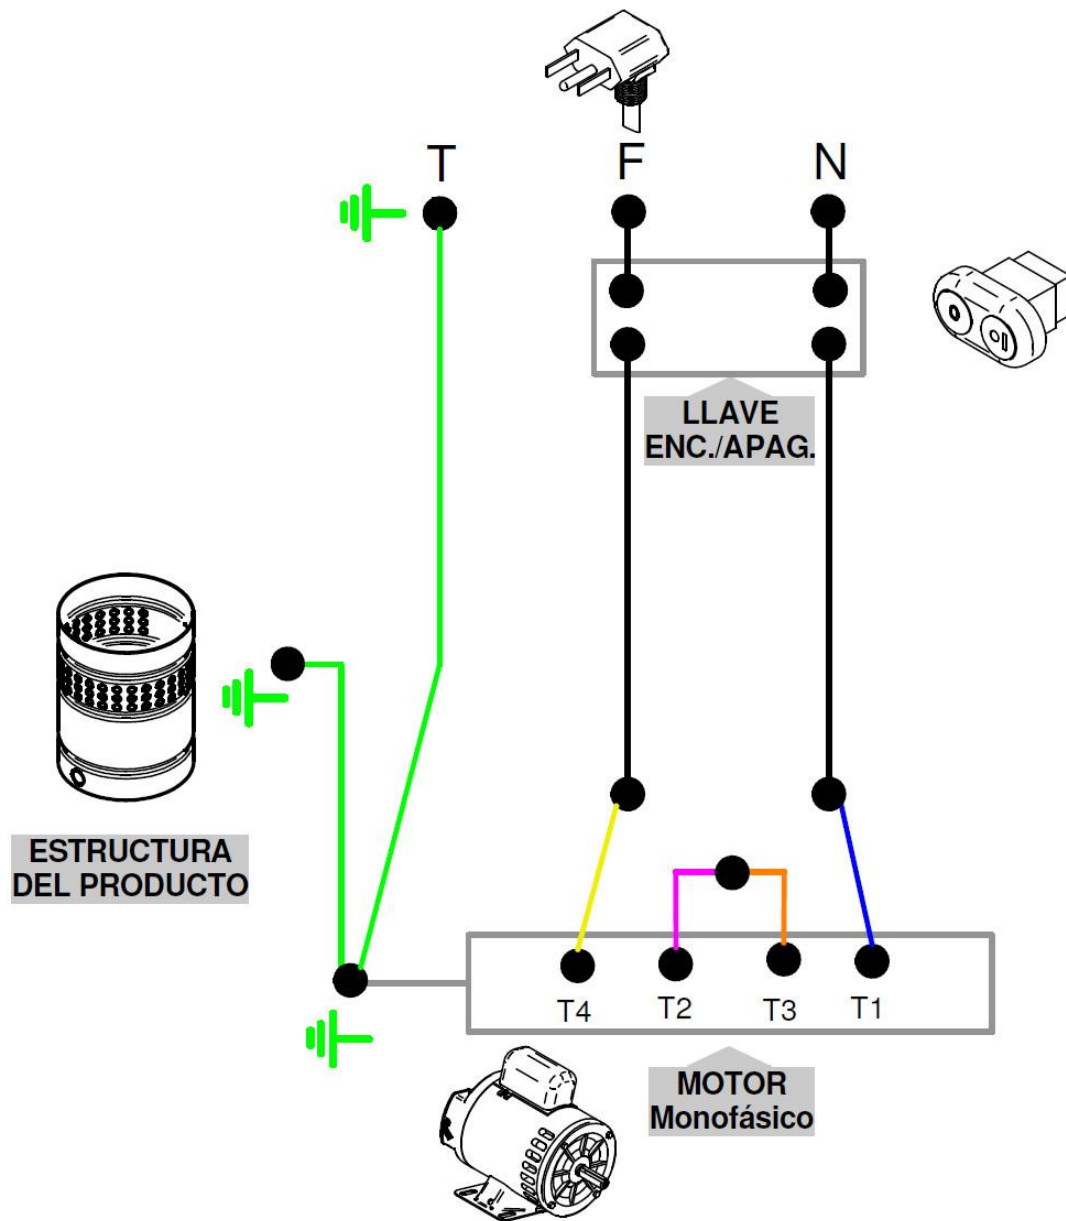 T
F
N
LLAVE
ENC./APAG.
ESTRUCTURA
DEL PRODUCTO
T4
T2
T3
T1
MOTOR
Monofásico